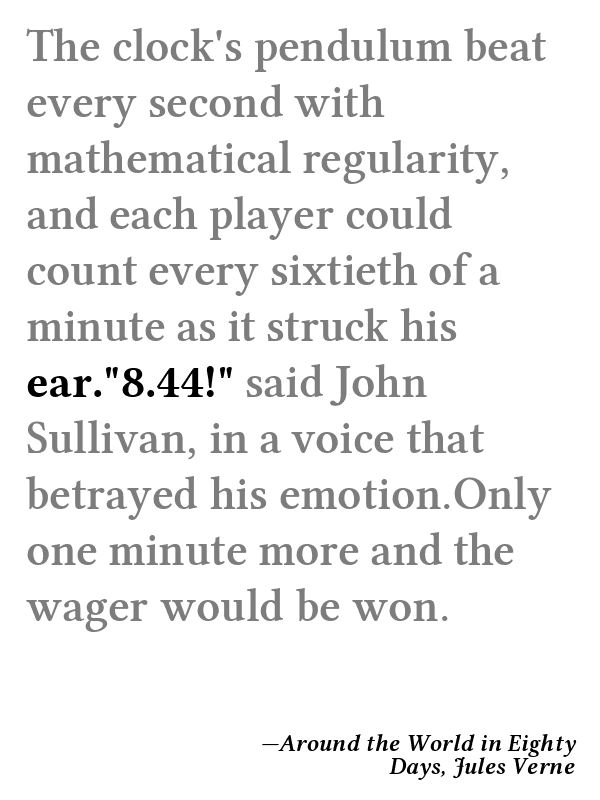 The clock's pendulum beat
every second with
mathematical regularity,
and each player could
count every sixtieth of a
minute as it struck his
ear."8.44!" said John
Sullivan, in a voice that
betrayed his emotion.Only
one minute more and the
wager would be won.
—Around the World in Eighty
Days, Jules Verne